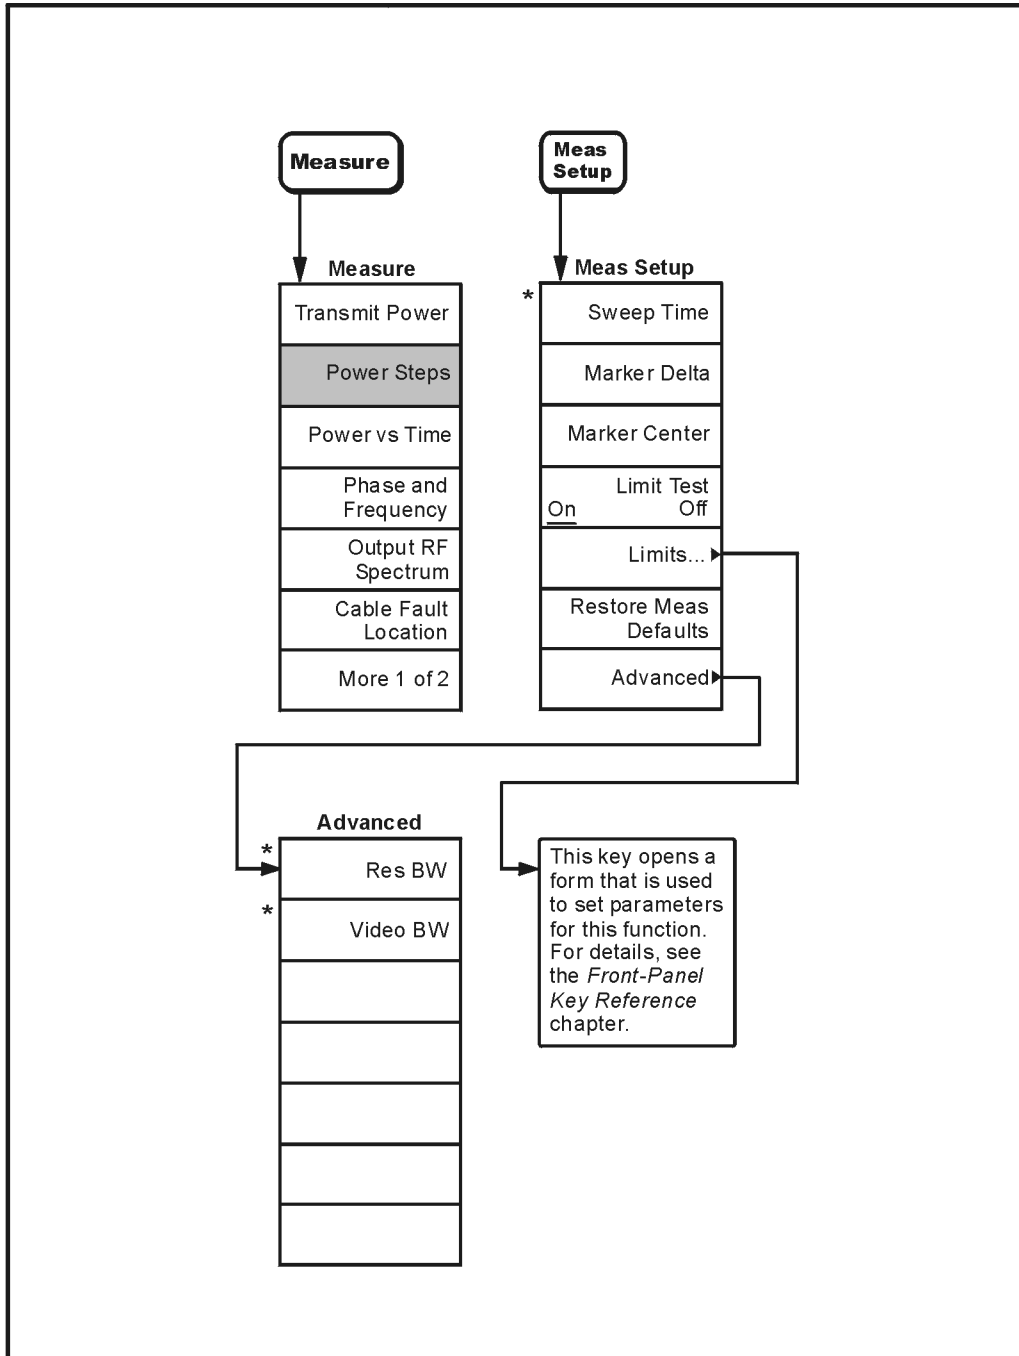 Measure
Meas
Setup
Measure
Transmit Power
Power Steps
Power vs Time
Phase and
Frequency
Output RF
Spectrum
Cable Fault
Location
More 1 of 2
Meas Setup
*
Sweep Time
Marker Delta
Marker Center
Limit Test
On Off
Limits...
Restore Meas
Defaults
Advanced
Advanced
*
Res BW
*
Video BW
This key opens a
form that is used
to set parameters
for this function.
For details, see
the Front-Panel
Key Reference
chapter.